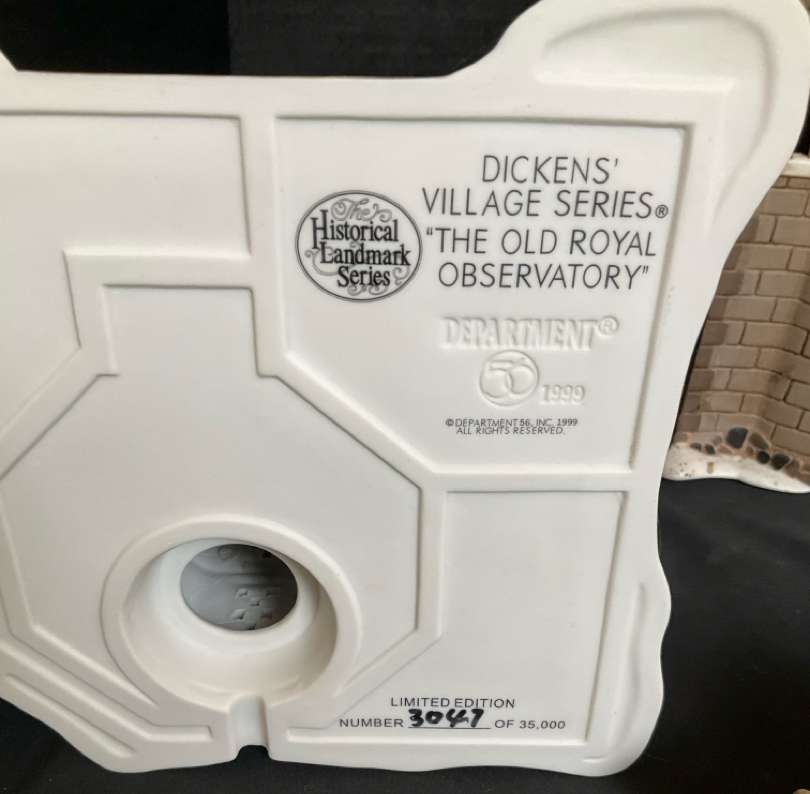 The
Historical
Landmark
Series
DICKENS'
VILLAGE SERIES®
"THE OLD ROYAL
OBSERVATORY"
DEPARTMENT®
56
1999
©DEPARTMENT 56, INC. 1999
ALL RIGHTS RESERVED.
LIMITED EDITION
NUMBER 3047 OF 35,000